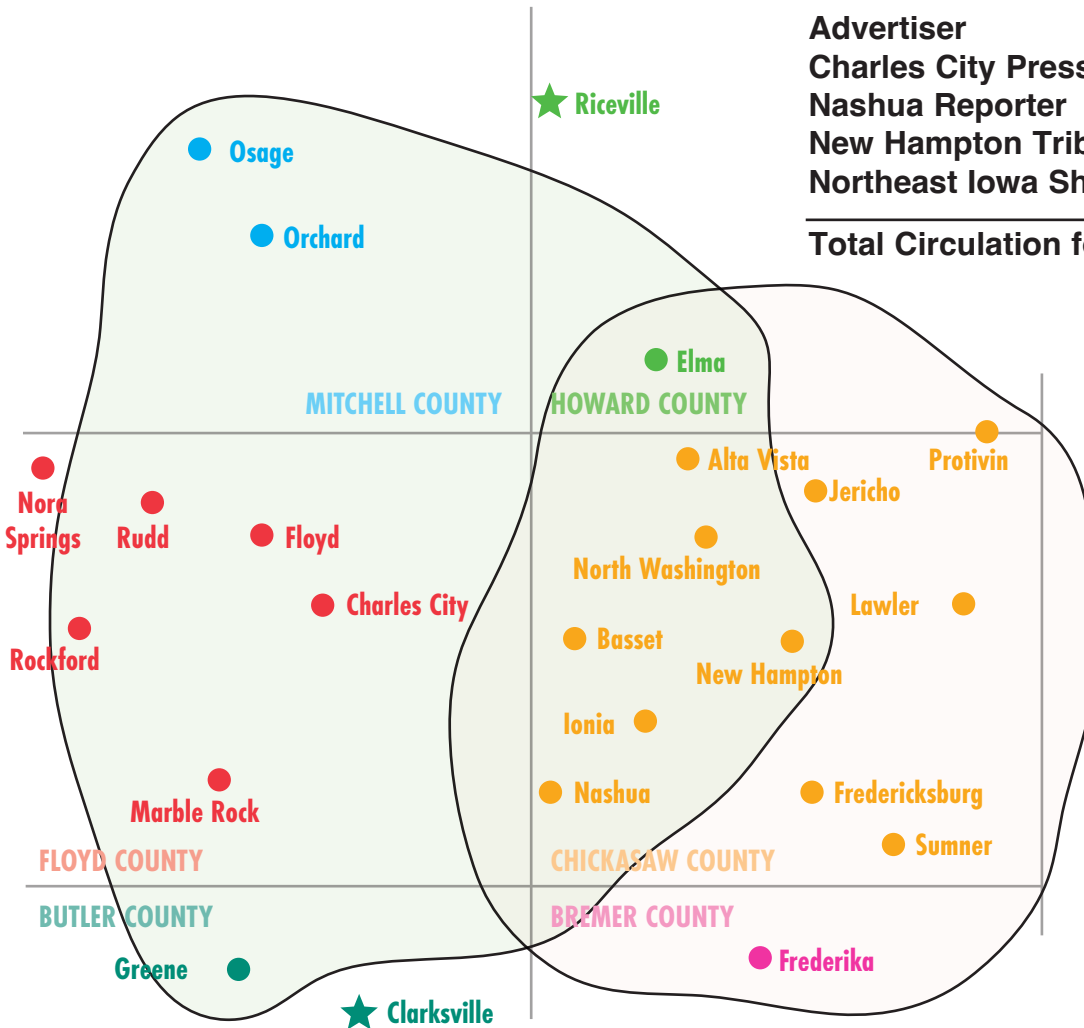 Advertiser
Charles City Press
Nashua Reporter
New Hampton
Northeast Iowa
Total Circulation
Riceville
Osage
Orchard
Elma
MITCHELL COUNTY
HOWARD COUNTY
Alta Vista
Protivin
Jericho
Nora
Springs
Rudd
Floyd
North Washington
Charles City
Lawler
Basset
Rockford
New Hampton
Ionia
Nashua
Fredericksburg
Marble Rock
Sumner
FLOYD COUNTY
CHICKASAW COUNTY
BUTLER COUNTY
BREMER COUNTY
Greene
Frederika
Clarksville